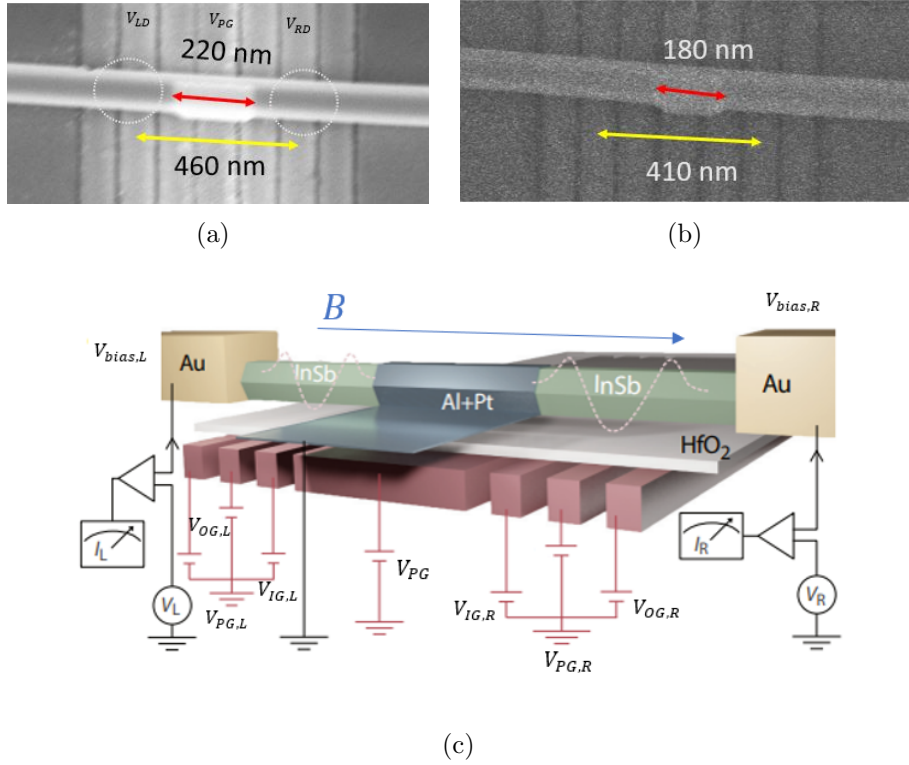 V_LD V_PG V_RD
220 nm
460 nm
(a)
180 nm
410 nm
(b)
B
V_bias,R
V_bias,L
Au
InSb
Al+Pt
InSb
Au
HfO₂
I_L
V_OG,L
V_IG,L
V_PG,L
V_L
V_PG
V_IG,R
V_PG,R
V_OG,R
I_R
V_R
(c)